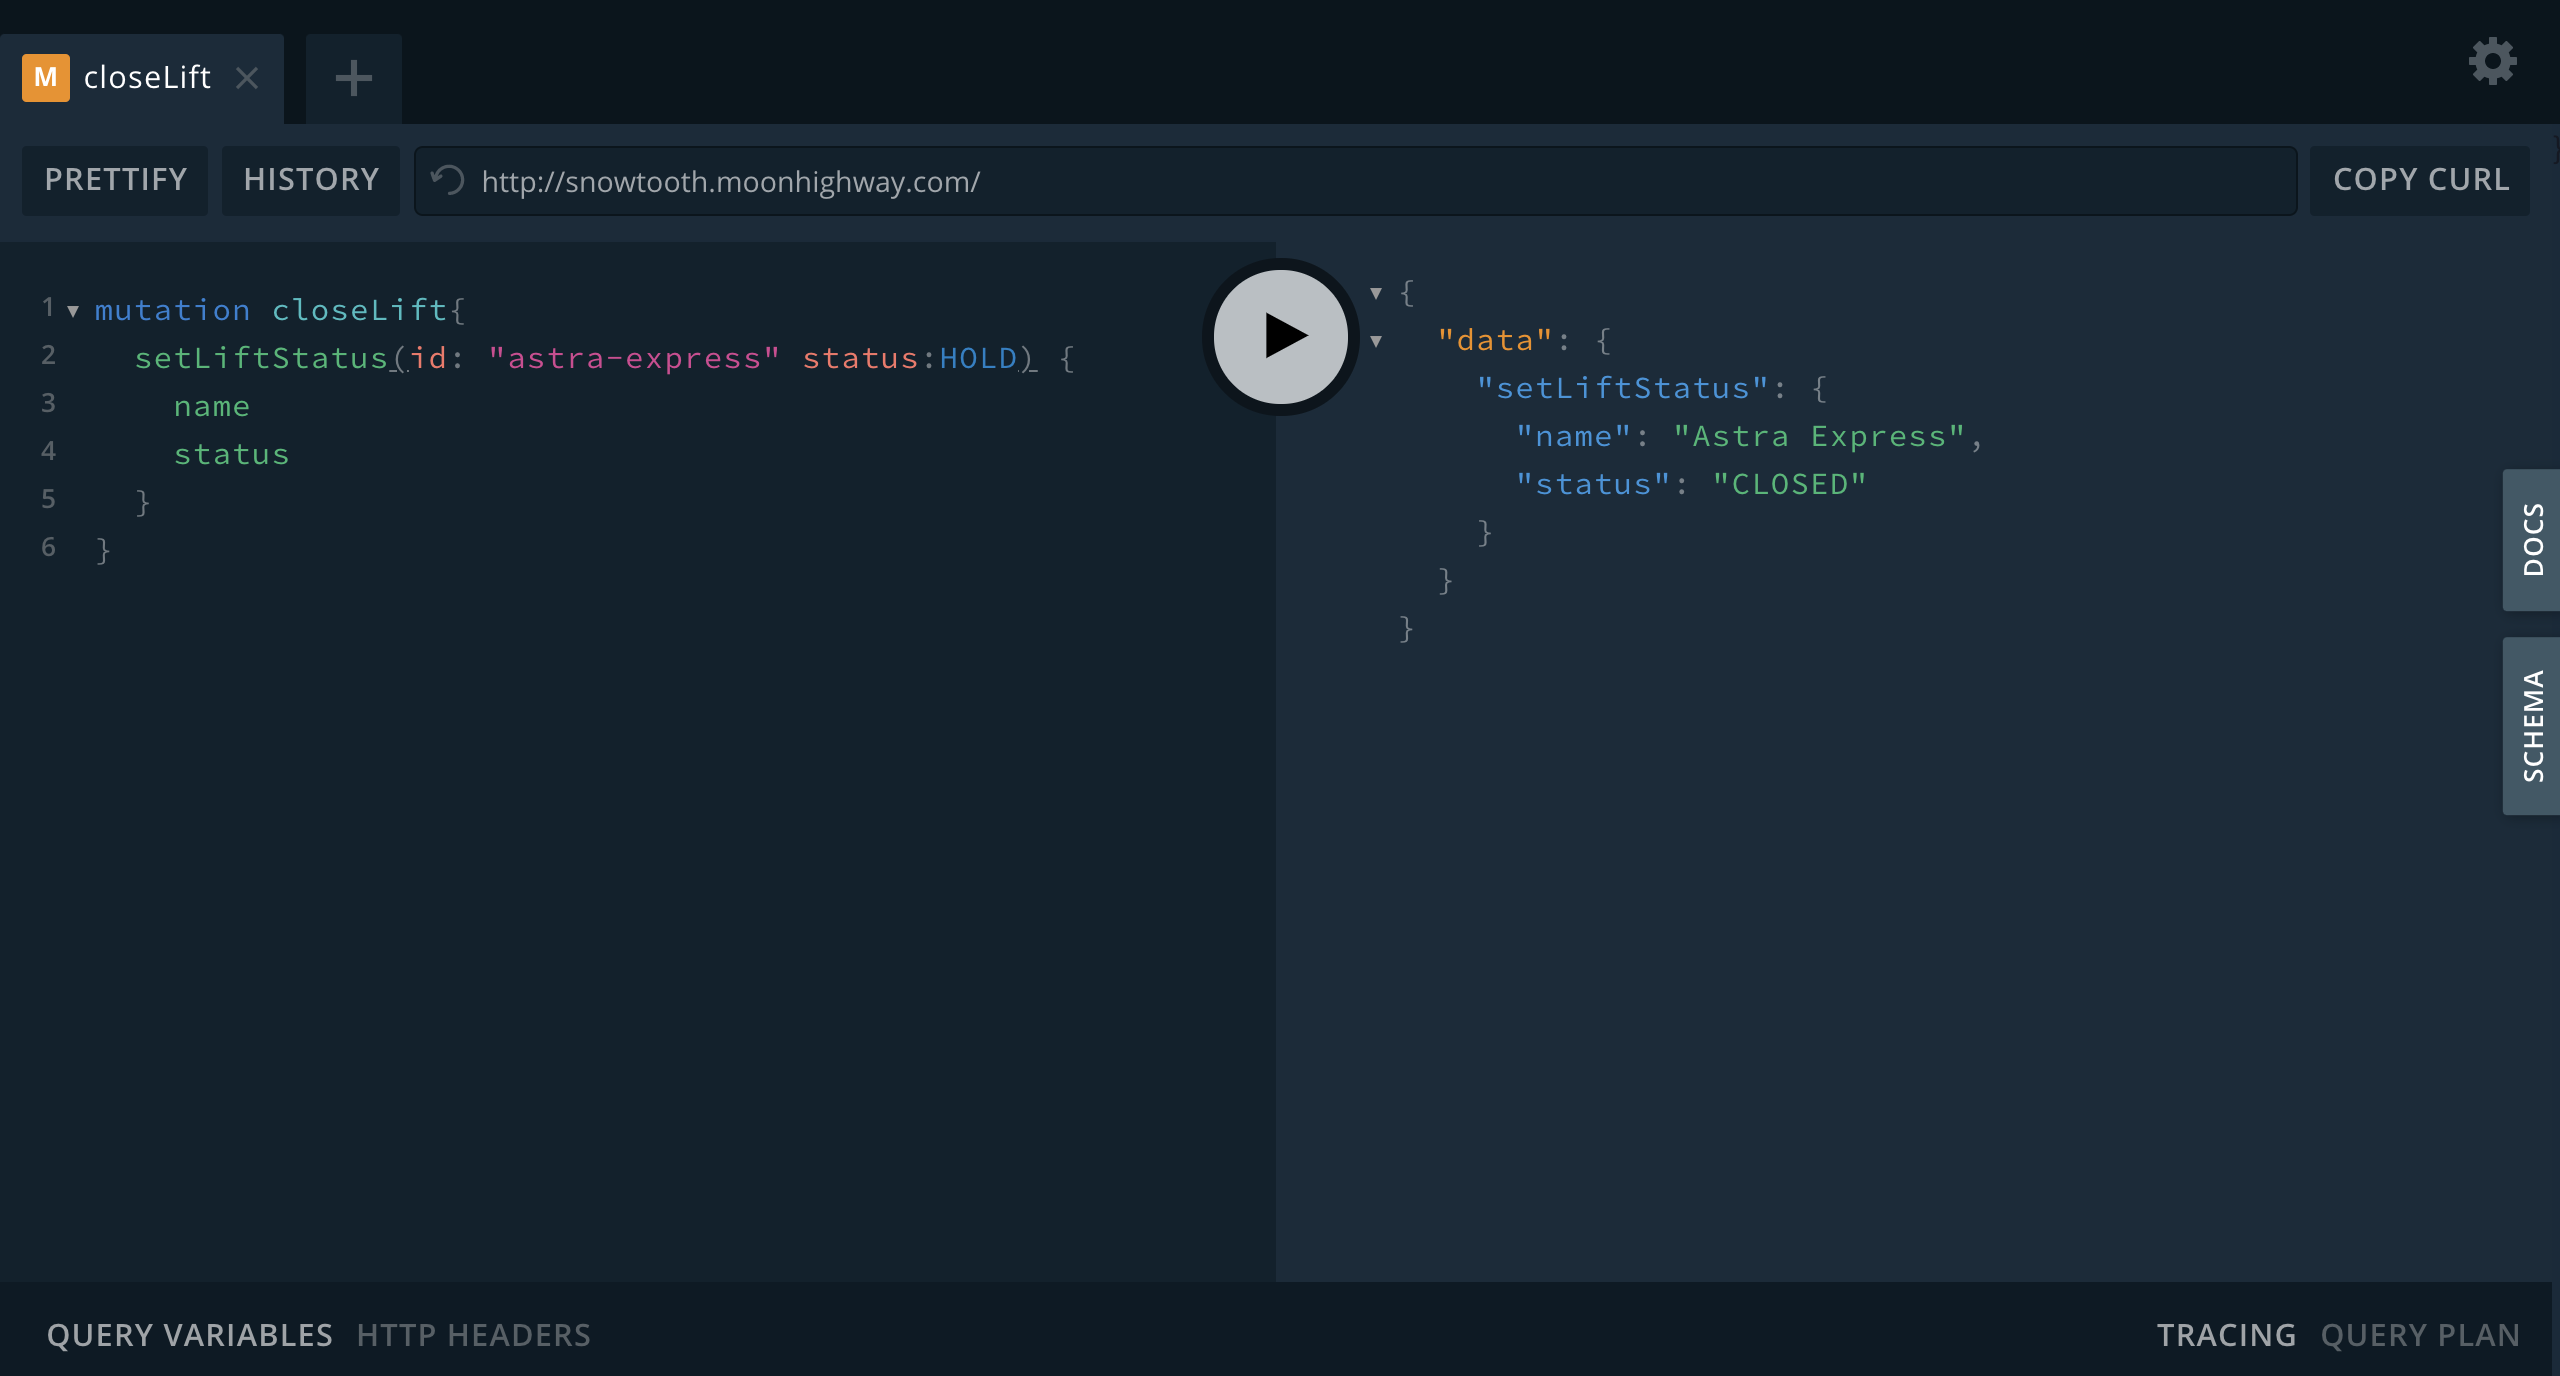 M closeLift
PRETTIFY HISTORY http://snowtooth.moonhighway.com/ COPY CURL
1 mutation closeLift{
2 setLiftStatus(id: "astra-express" status:HOLD) {
3 name
4 status
5 }
6 }
{
"data": {
"setLiftStatus": {
"name": "Astra Express",
"status": "CLOSED"
}
}
}
DOCS
SCHEMA
QUERY VARIABLES HTTP HEADERS
TRACING QUERY PLAN